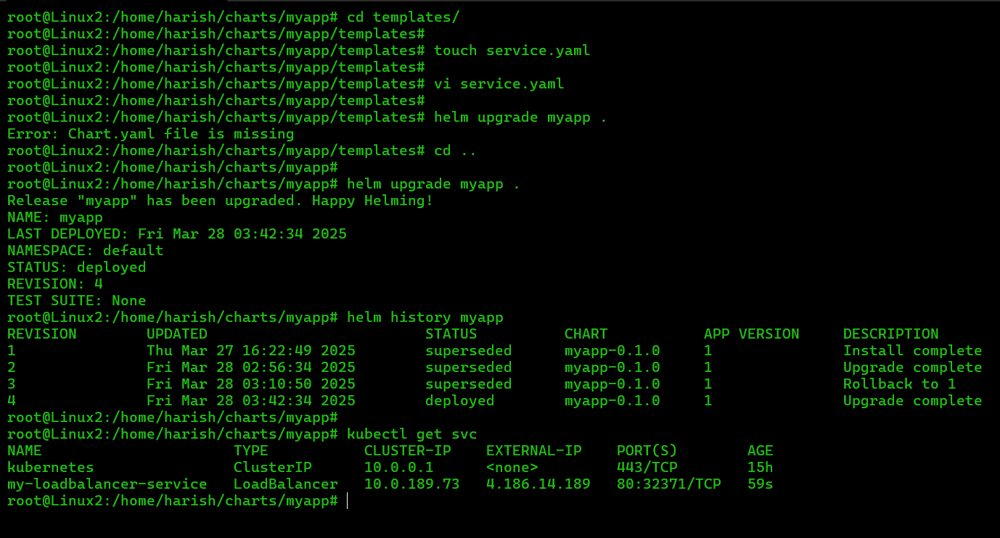 root@Linux2:/home/harish/charts/myapp# cd templates/
root@Linux2:/home/harish/charts/myapp/templates#
root@Linux2:/home/harish/charts/myapp/templates# touch service.yaml
root@Linux2:/home/harish/charts/myapp/templates#
root@Linux2:/home/harish/charts/myapp/templates# vi service.yaml
root@Linux2:/home/harish/charts/myapp/templates#
root@Linux2:/home/harish/charts/myapp/templates# helm upgrade myapp .
Error: Chart.yaml file is missing
root@Linux2:/home/harish/charts/myapp/templates# cd ..
root@Linux2:/home/harish/charts/myapp#
root@Linux2:/home/harish/charts/myapp# helm upgrade myapp .
Release "myapp" has been upgraded. Happy Helming!
NAME: myapp
LAST DEPLOYED: Fri Mar 28 03:42:34 2025
NAMESPACE: default
STATUS: deployed
REVISION: 4
TEST SUITE: None
root@Linux2:/home/harish/charts/myapp# helm history myapp
REVISION        UPDATED                         STATUS          CHART           APP VERSION     DESCRIPTION
1               Thu Mar 27 16:22:49 2025        superseded      myapp-0.1.0     1               Install complete
2               Fri Mar 28 02:56:34 2025        superseded      myapp-0.1.0     1               Upgrade complete
3               Fri Mar 28 03:10:50 2025        superseded      myapp-0.1.0     1               Rollback to 1
4               Fri Mar 28 03:42:34 2025        deployed        myapp-0.1.0     1               Upgrade complete
root@Linux2:/home/harish/charts/myapp#
root@Linux2:/home/harish/charts/myapp# kubectl get svc
NAME                      TYPE           CLUSTER-IP    EXTERNAL-IP    PORT(S)        AGE
kubernetes                ClusterIP      10.0.0.1      <none>         443/TCP        15h
my-loadbalancer-service   LoadBalancer   10.0.189.73   4.186.14.189   80:32371/TCP   59s
root@Linux2:/home/harish/charts/myapp#